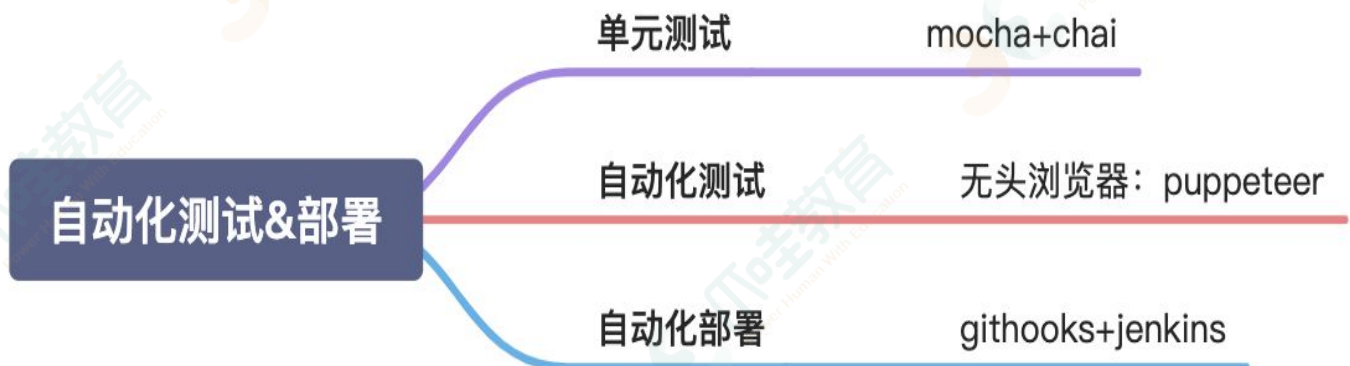 单元测试 mocha+chai
自动化测试 无头浏览器：puppeteer
自动化测试&部署
自动化部署 githooks+jenkins